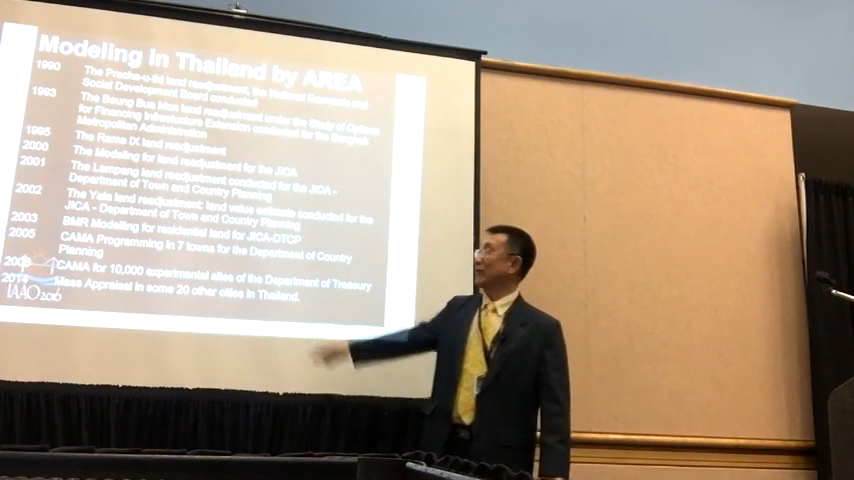 Modeling in Thailand by AREA
1990 The Pracha-u-tid land readjustment, the National Economic and
Social Development Board conducted
1993 The Beung Bua Mon land readjustment under the Study of Options
for Financing Infrastructure Extension conducted for the Bangkok
Metropolitan Administration
1995 The Rama IX land readjustment
2000 The Modeling for land readjustment for the JICA
2001 The Lampang land readjustment conducted for the JICA -
Department of Town and Country Planning
2002 The Yala land readjustment: land value estimate conducted for the
JICA - Department of Town and Country Planning
2003 BMR Modelling for residential land for JICA-DTCP
2005 CAMA Programming in 7 towns for the Department of Country
Planning
CAMA for 10,000 experimental sites of the Department of Treasury
2014 Mass Appraisal in some 20 other cities in Thailand.
IAAO 2016